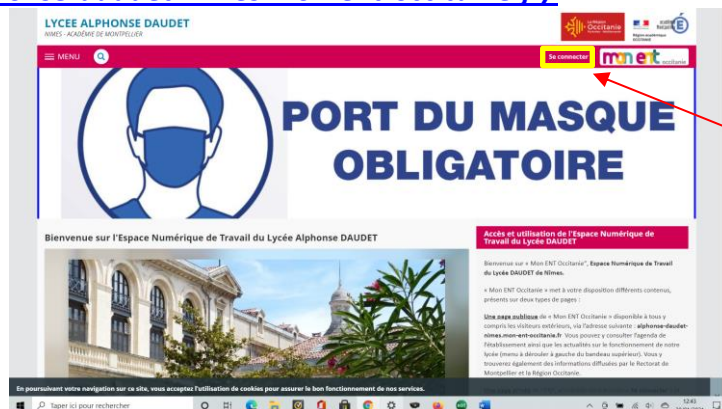 LYCEE ALPHONSE DAUDET
NIMES - ACADÉMIE DE MONTPELLIER
La Région
Occitanie
MENU
Se connecter
mon ent occitanie
PORT DU MASQUE
OBLIGATOIRE
Bienvenue sur l'Espace Numérique de Travail du Lycée Alphonse DAUDET
Accès et utilisation de l'Espace Numérique de
Travail du Lycée DAUDET
Bienvenue sur « Mon ENT Occitanie", Espace Numérique de Travail
du Lycée DAUDET de Nîmes.
« Mon ENT Occitanie » met à votre disposition différents contenus,
présents sur deux types de pages :
Une page publique de « Mon ENT Occitanie » disponible à tous y
compris les visiteurs extérieurs, via l'adresse suivante : alphonse-daudet-
nimes.mon-ent-occitanie.fr Vous pouvez y consulter l'agenda de
l'établissement ainsi que les actualités sur le fonctionnement de notre
lycée (menu à dérouler à gauche du bandeau supérieur). Vous y
trouverez également des informations diffusées par le Rectorat de
Montpellier et la Région Occitanie.
En poursuivant votre navigation sur ce site, vous acceptez l'utilisation de cookies pour assurer le bon fonctionnement de nos services.
Taper ici pour rechercher
12:43